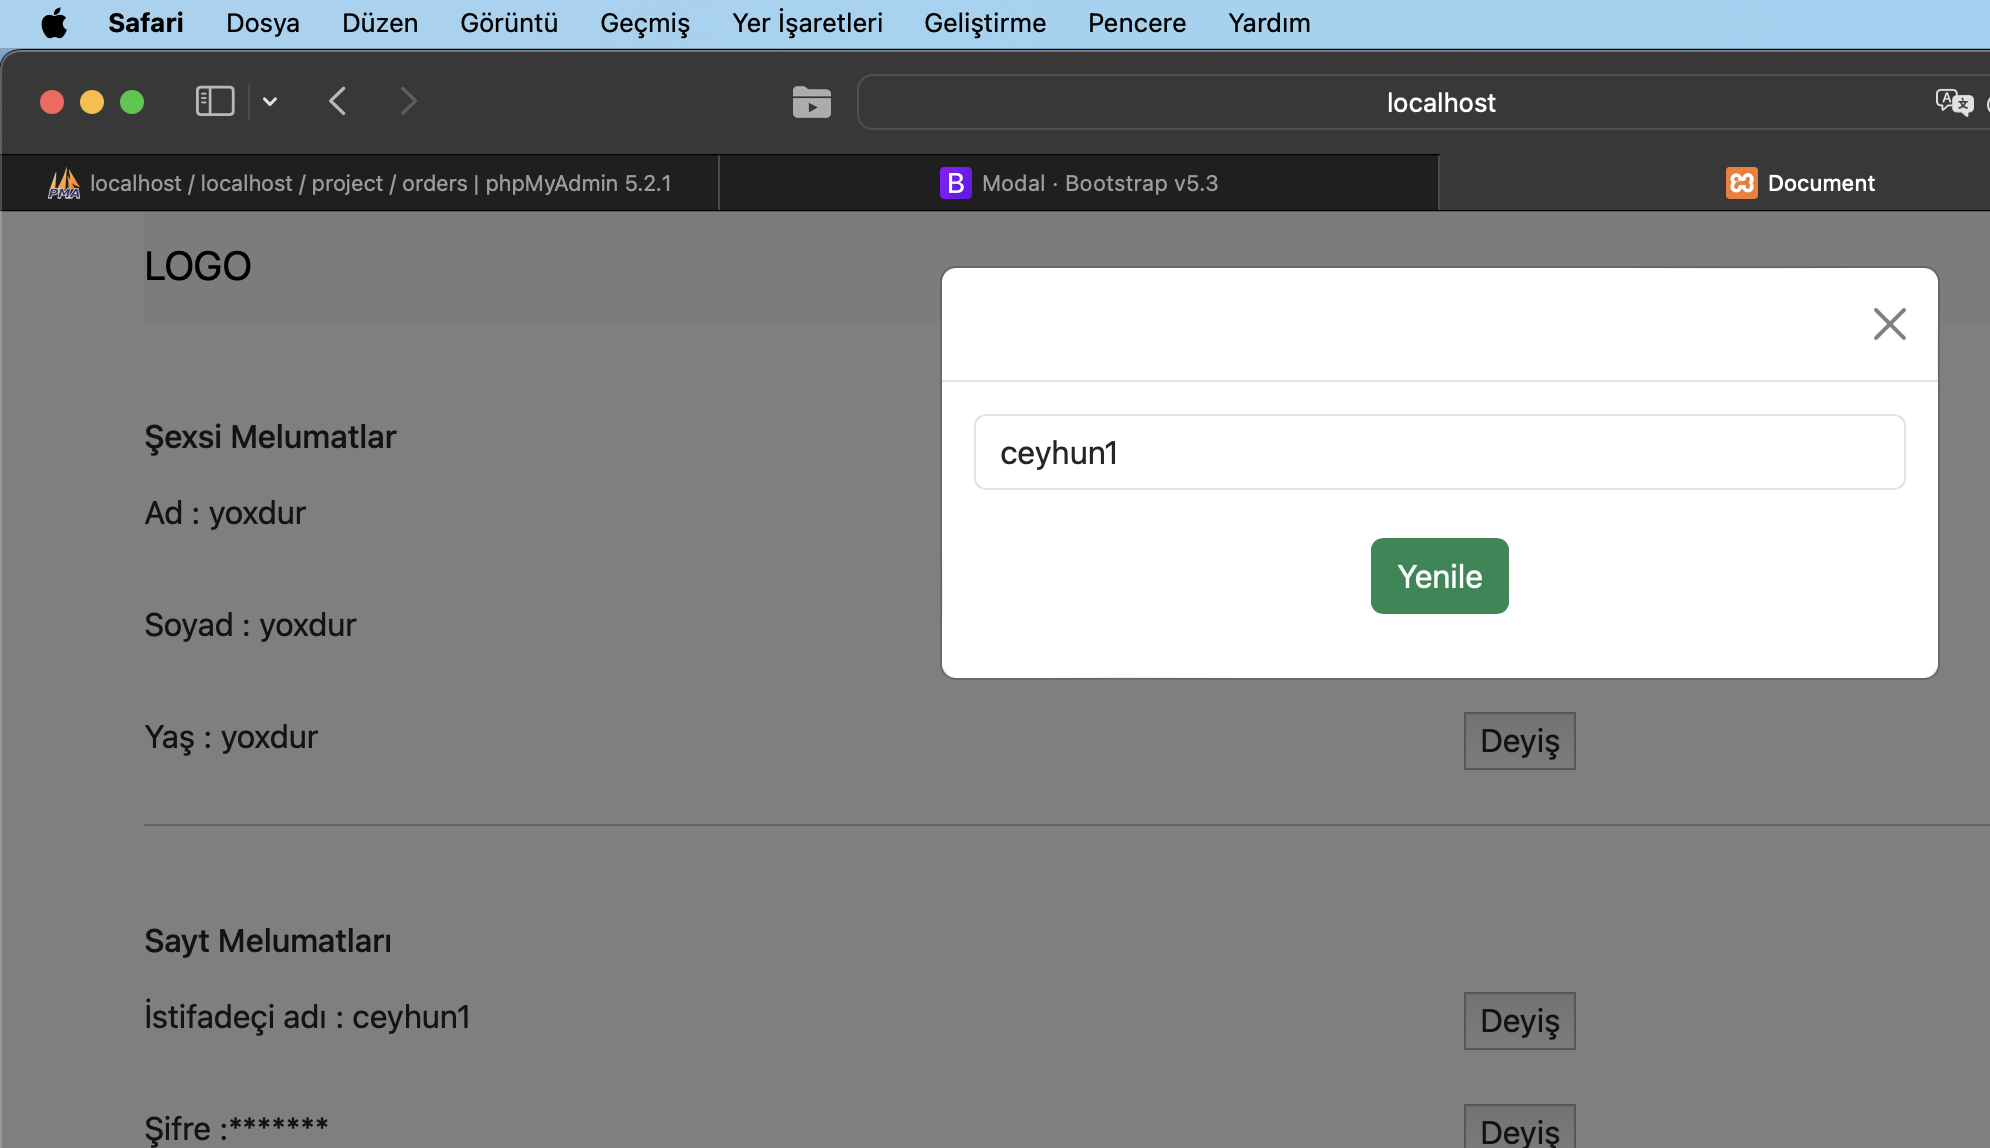 Safari Dosya Düzen Görüntü Geçmiş Yer İşaretleri Geliştirme Pencere Yardım
localhost
localhost / localhost / project / orders | phpMyAdmin 5.2.1
Modal · Bootstrap v5.3
Document
LOGO
ceyhun1
Yenile
Şexsi Melumatlar
Ad : yoxdur
Soyad : yoxdur
Yaş : yoxdur
Deyiş
Sayt Melumatları
İstifadeçi adı : ceyhun1
Deyiş
Şifre :*******
Deyiş